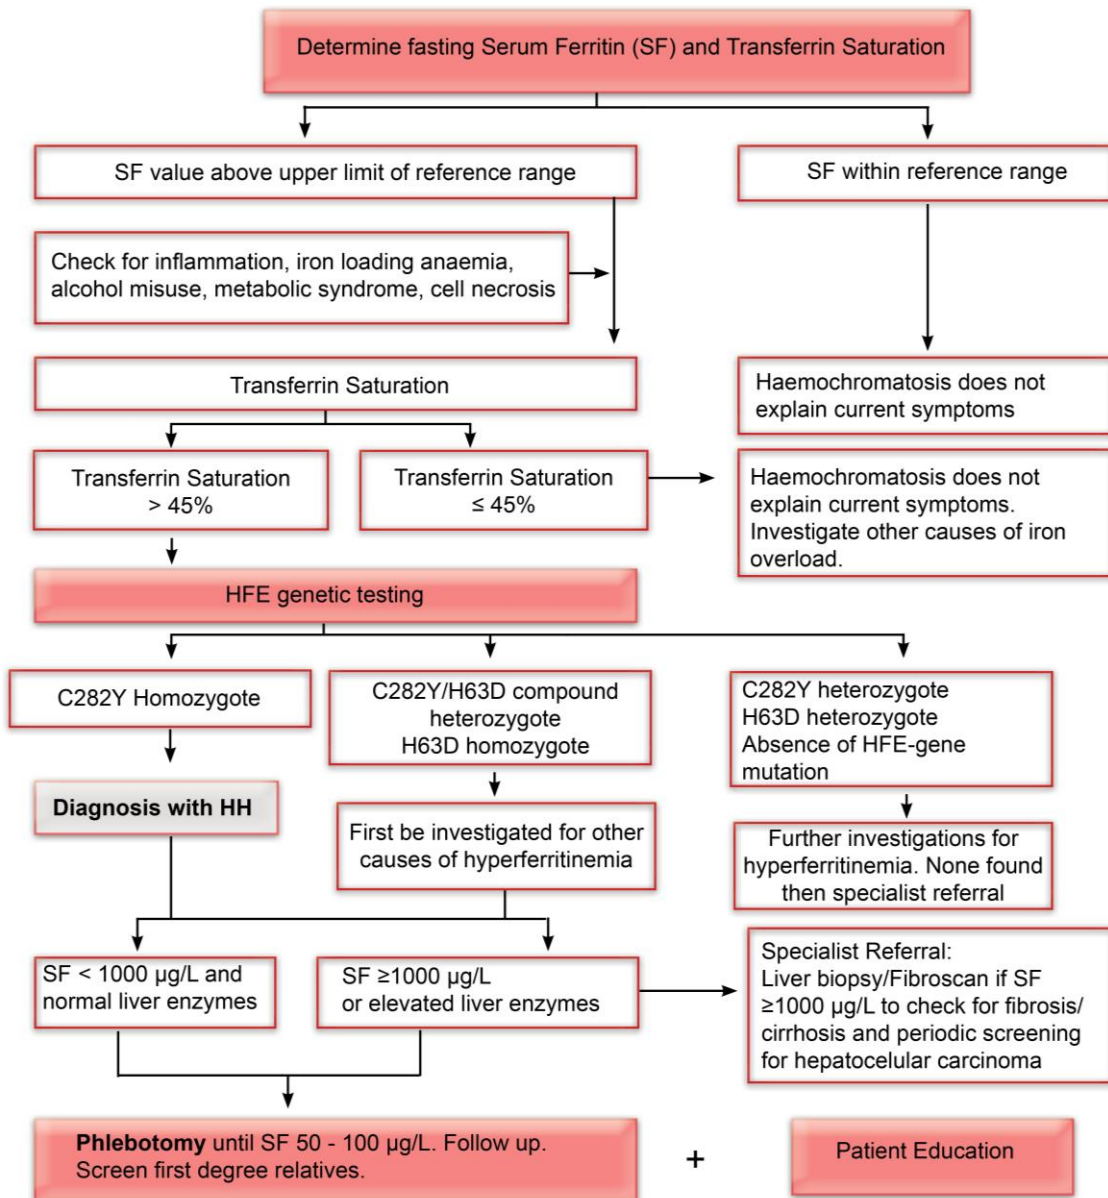 Determine fasting Serum Ferritin (SF) and Transferrin Saturation
SF value above upper limit of reference range
SF within reference range
Check for inflammation, iron loading anaemia,
alcohol misuse, metabolic syndrome, cell necrosis
Transferrin Saturation
Haemochromatosis does not
explain current symptoms
Transferrin Saturation
> 45%
Transferrin Saturation
≤ 45%
Haemochromatosis does not
explain current symptoms.
Investigate other causes of iron
overload.
HFE genetic testing
C282Y Homozygote
C282Y/H63D compound
heterozygote
H63D homozygote
C282Y heterozygote
H63D heterozygote
Absence of HFE-gene
mutation
Diagnosis with HH
First be investigated for other
causes of hyperferritinemia
Further investigations for
hyperferritinemia. None found
then specialist referral
SF < 1000 µg/L and
normal liver enzymes
SF ≥1000 µg/L
or elevated liver enzymes
Specialist Referral:
Liver biopsy/Fibroscan if SF
≥1000 µg/L to check for fibrosis/
cirrhosis and periodic screening
for hepatocelular carcinoma
Phlebotomy until SF 50 - 100 µg/L. Follow up.
Screen first degree relatives.
+
Patient Education